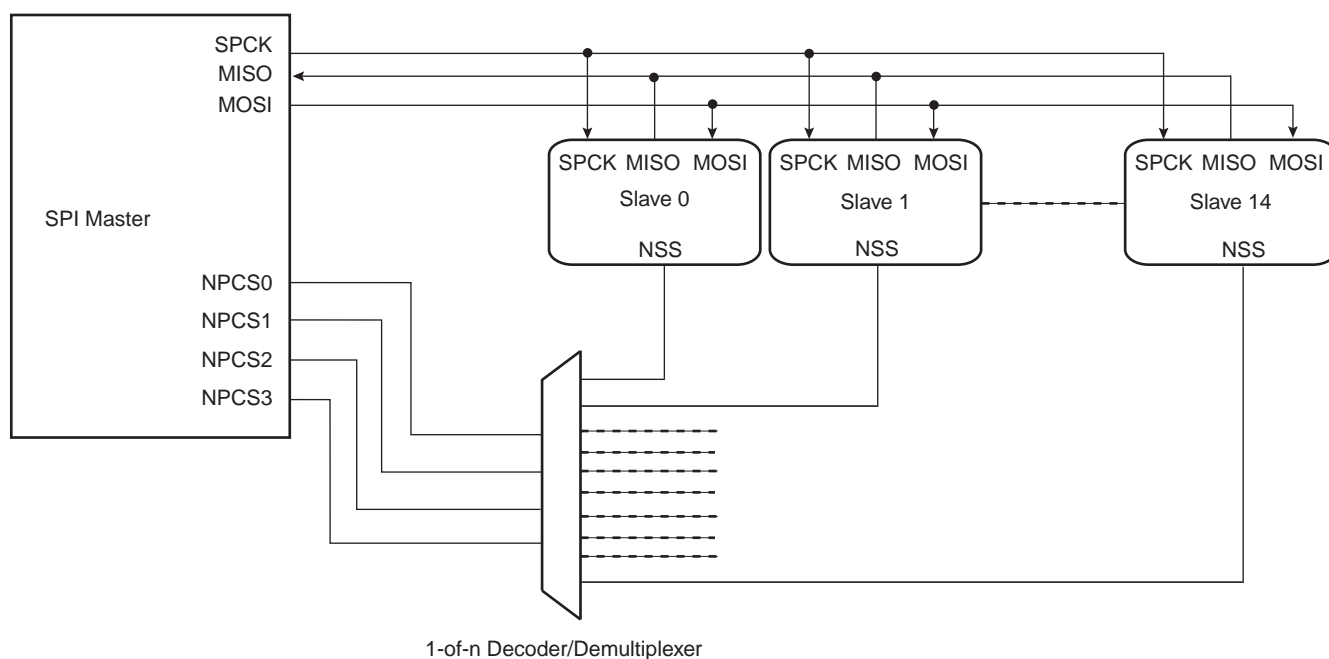 SPCK
MISO
MOSI
SPI Master
NPCS0
NPCS1
NPCS2
NPCS3
SPCK MISO MOSI
Slave 0
NSS
SPCK MISO MOSI
Slave 1
NSS
SPCK MISO MOSI
Slave 14
NSS
1-of-n Decoder/Demultiplexer